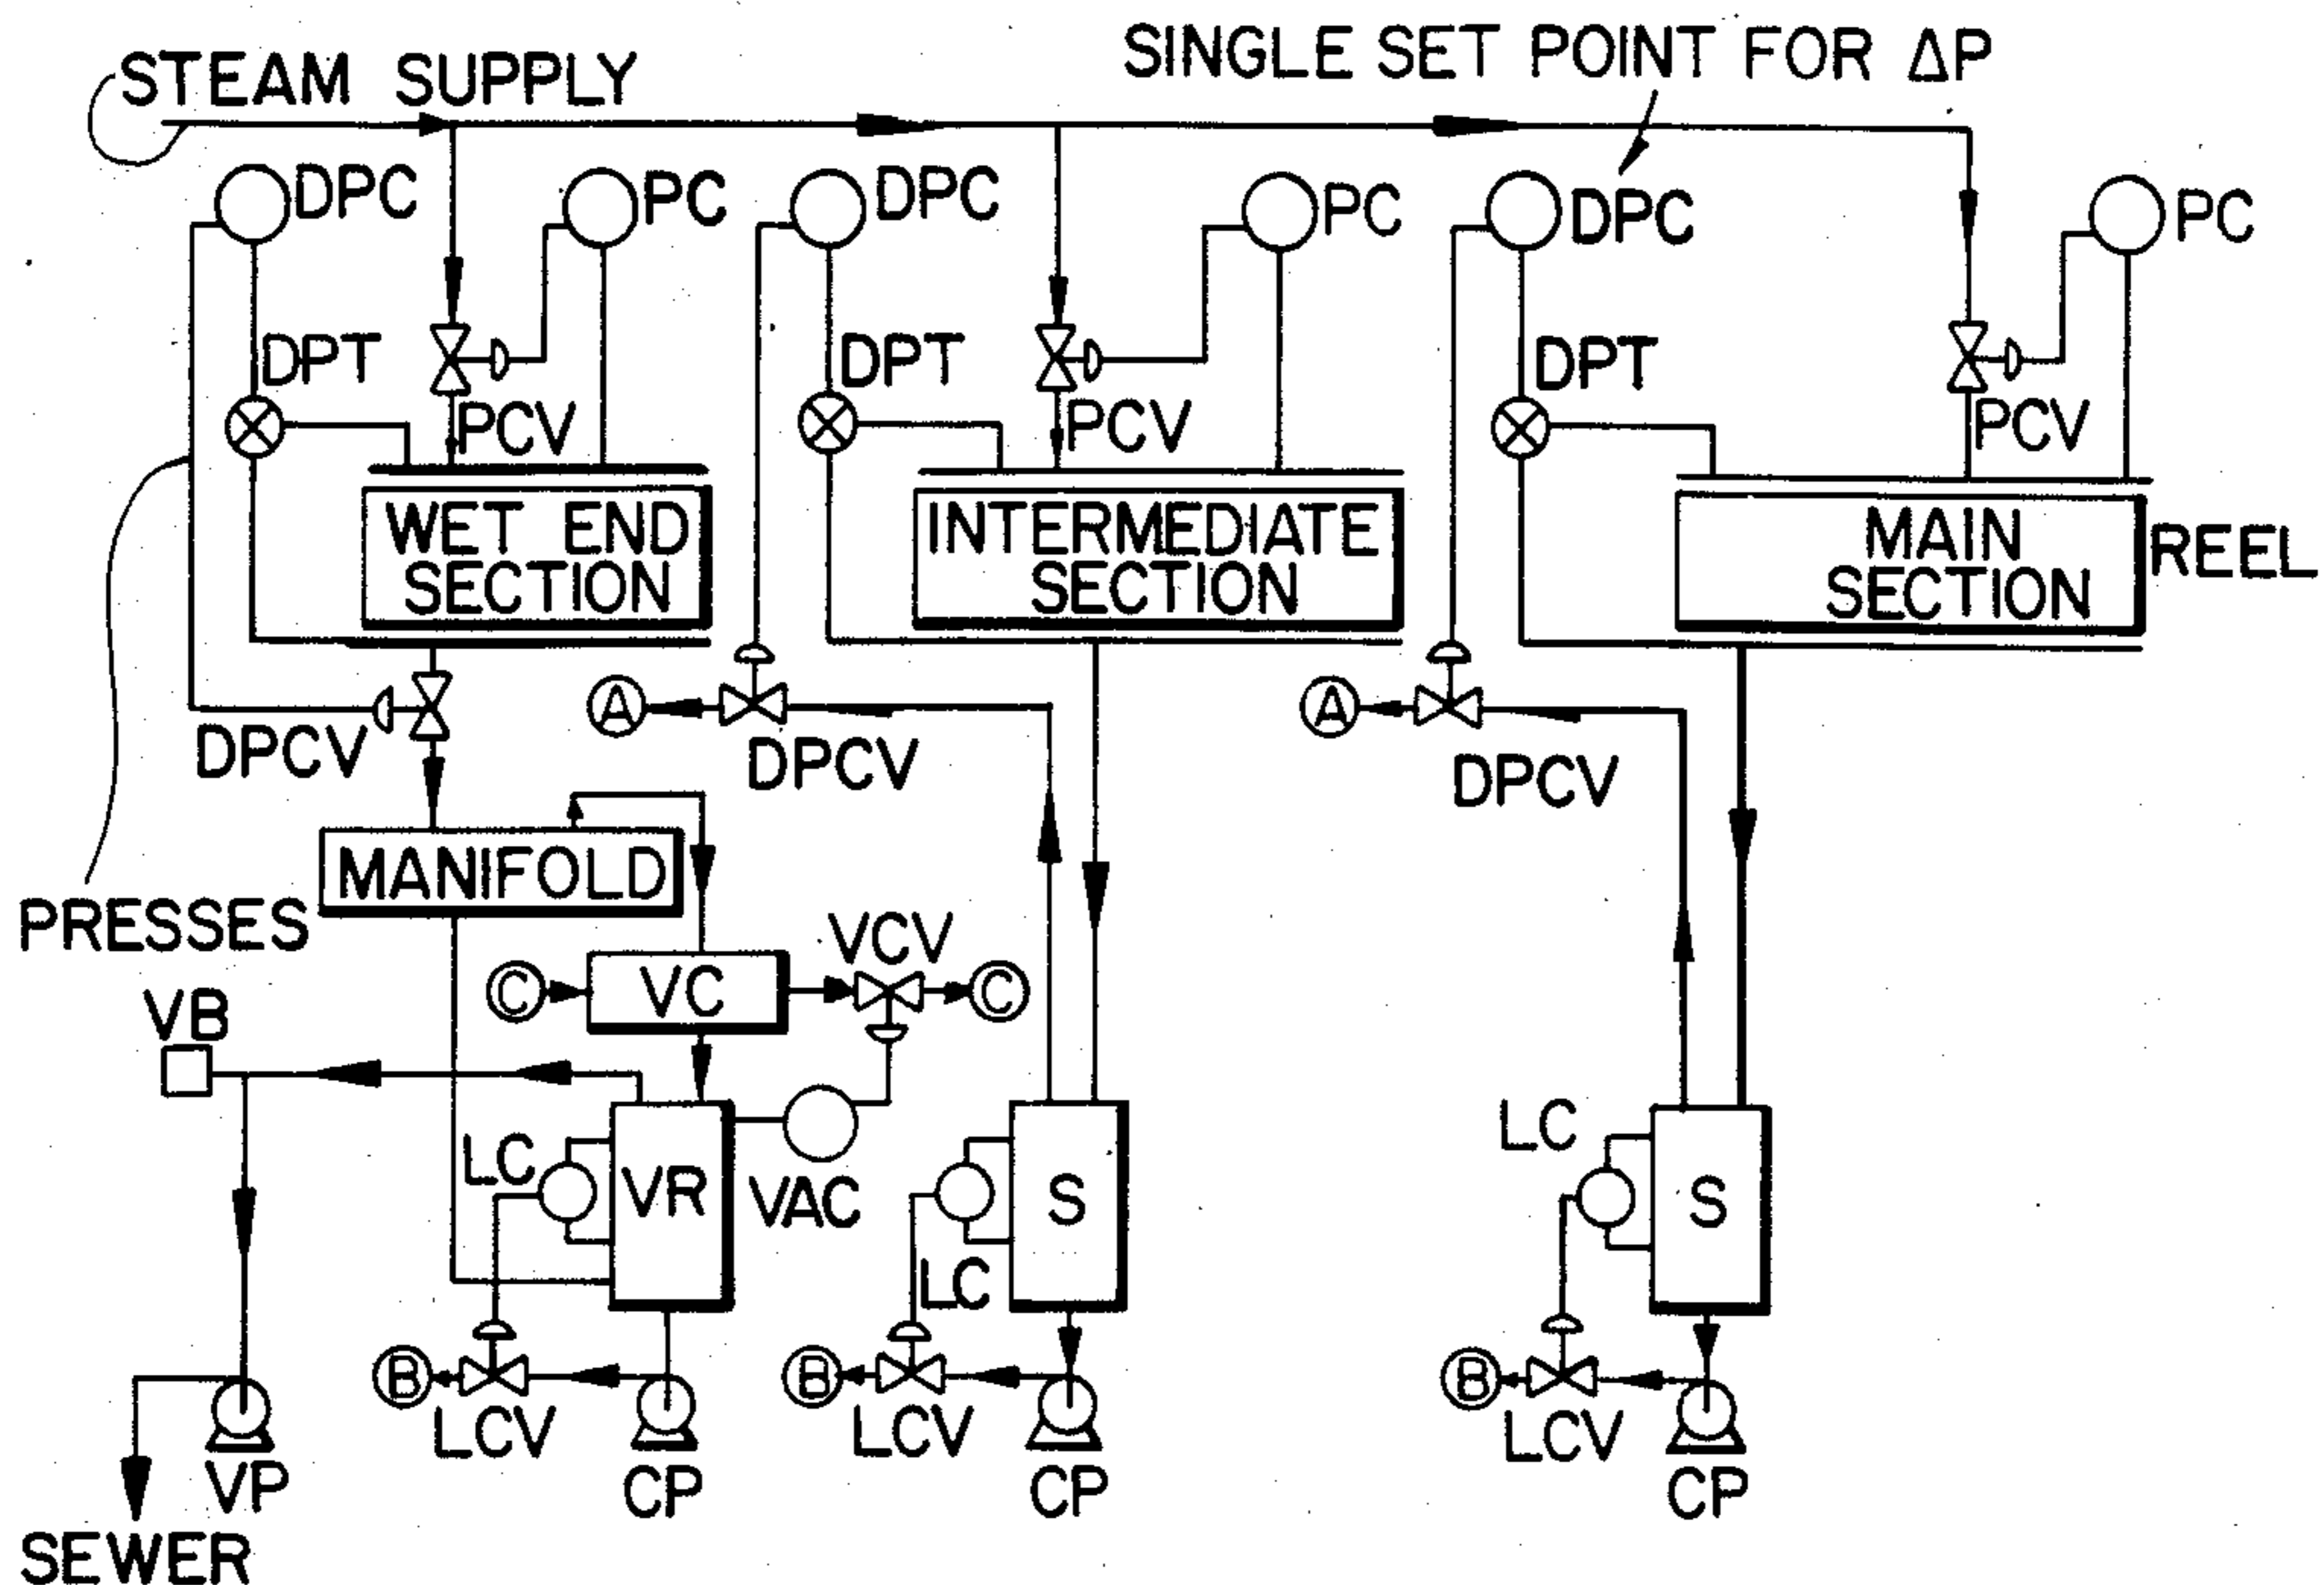 SINGLE SET POINT FOR ΔP
STEAM SUPPLY
DPC
PC
DPC
PC
DPC
PC
DPT
DPT
DPT
PCV
PCV
PCV
WET END
SECTION
INTERMEDIATE
SECTION
MAIN
SECTION
REEL
A
A
DPCV
DPCV
DPCV
MANIFOLD
PRESSES
VCV
C
VC
C
VB
LC
VR
VAC
S
LC
LC
S
B
B
B
LCV
LCV
LCV
VP
CP
CP
CP
SEWER